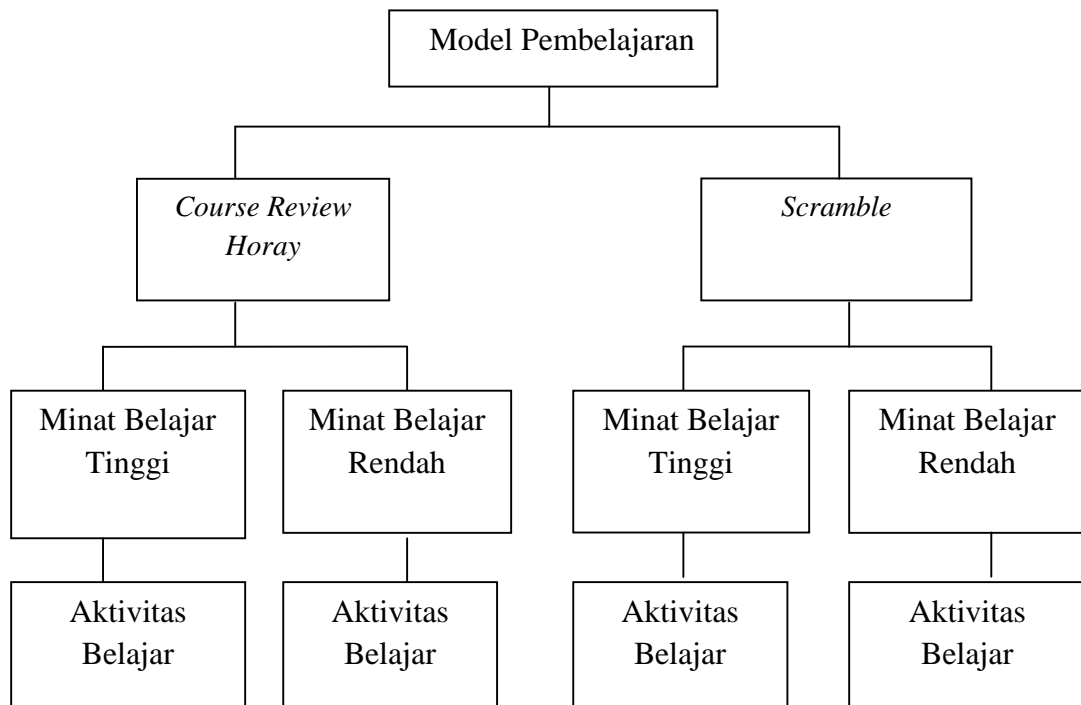 Model Pembelajaran
Course Review
Horay
Scramble
Minat Belajar
Tinggi
Minat Belajar
Rendah
Minat Belajar
Tinggi
Minat Belajar
Rendah
Aktivitas
Belajar
Aktivitas
Belajar
Aktivitas
Belajar
Aktivitas
Belajar